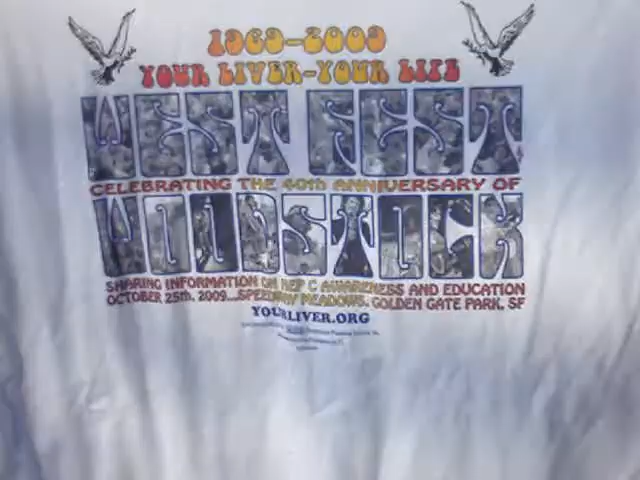 1969-2009
YOUR LIVER-YOUR LIFE
WEST FEST
CELEBRATING THE 40th ANNIVERSARY OF
WOODSTOCK
SHARING INFORMATION ON HEP C AWARENESS AND EDUCATION
OCTOBER 25th, 2009...SPEEDWAY MEADOWS, GOLDEN GATE PARK, SF
YOURLIVER.ORG